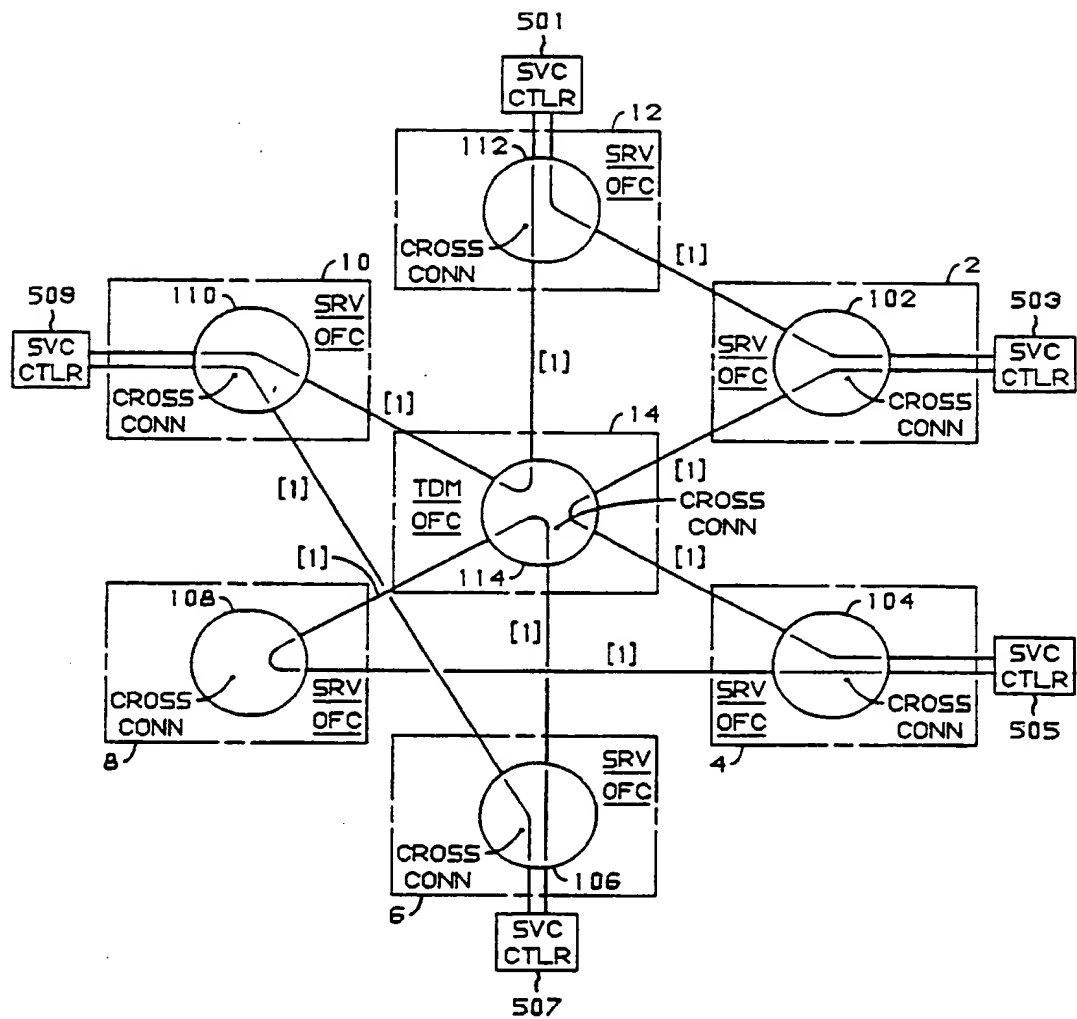 501
SVC
CTLR
12
112
SRV
OFC
CROSS
CONN
[1]
10
110
SRV
OFC
509
SVC
CTLR
CROSS
CONN
[1]
[1]
2
102
503
SRV
OFC
SVC
CTLR
CROSS
CONN
[1]
14
TDM
OFC
CROSS
CONN
114
[1]
[1]
[1]
[1]
108
CROSS
CONN
SRV
OFC
8
[1]
104
SRV
OFC
CROSS
CONN
SVC
CTLR
505
4
SRV
OFC
CROSS
CONN
106
6
SVC
CTLR
507